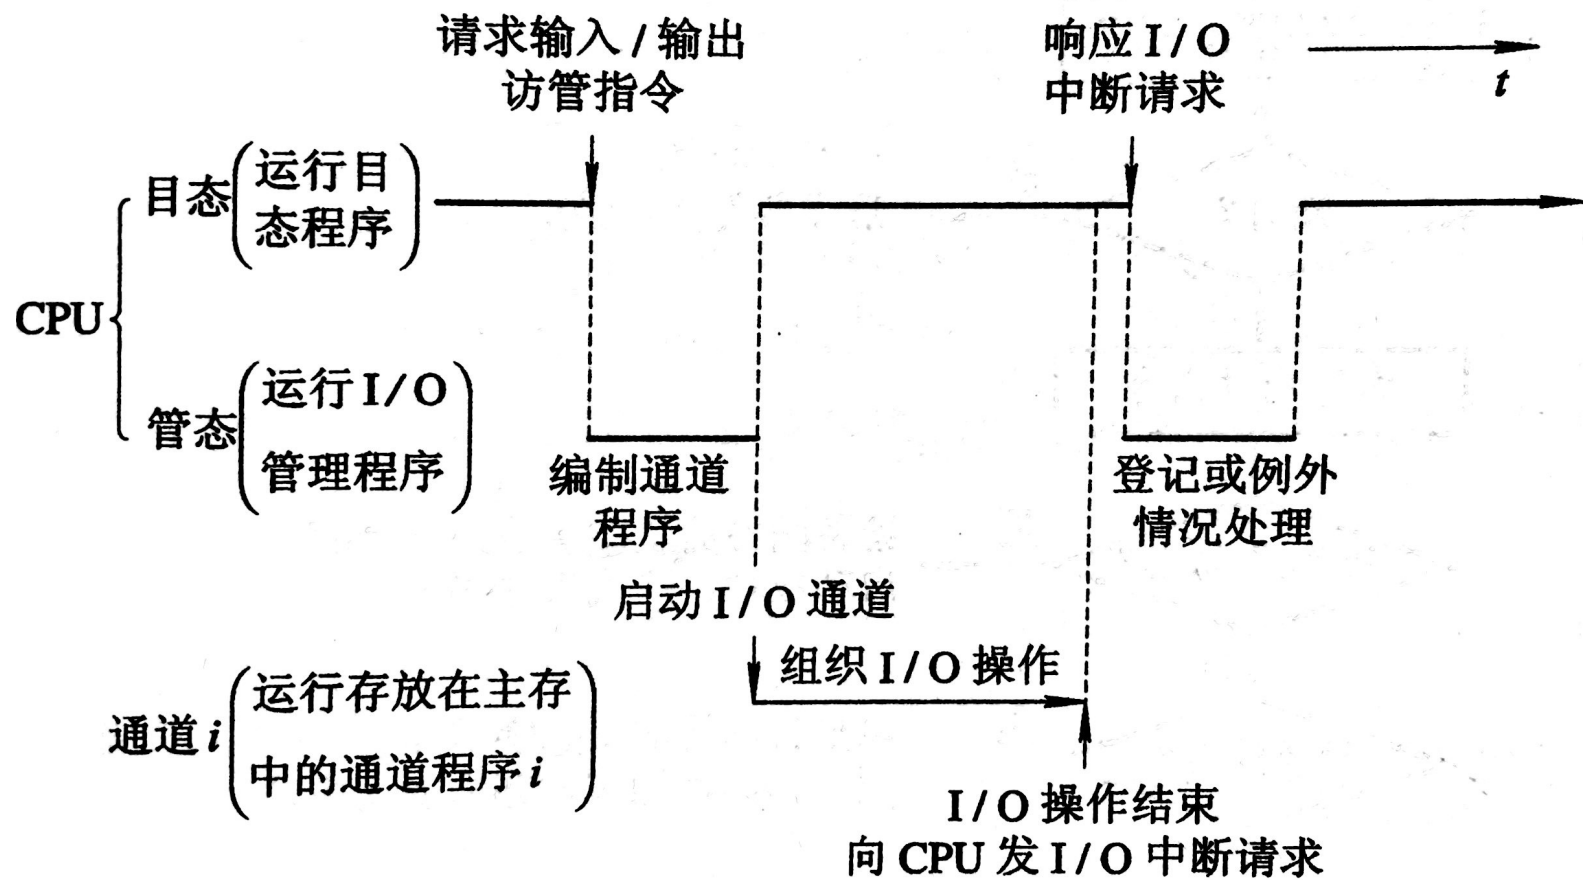 请求输入/输出
访管指令
响应I/O
中断请求
t
目态(运行目
态程序)
CPU
管态(运行I/O
管理程序)
编制通道
程序
登记或例外
情况处理
启动I/O通道
组织I/O操作
通道i(运行存放在主存
中的通道程序i)
I/O操作结束
向CPU发I/O中断请求